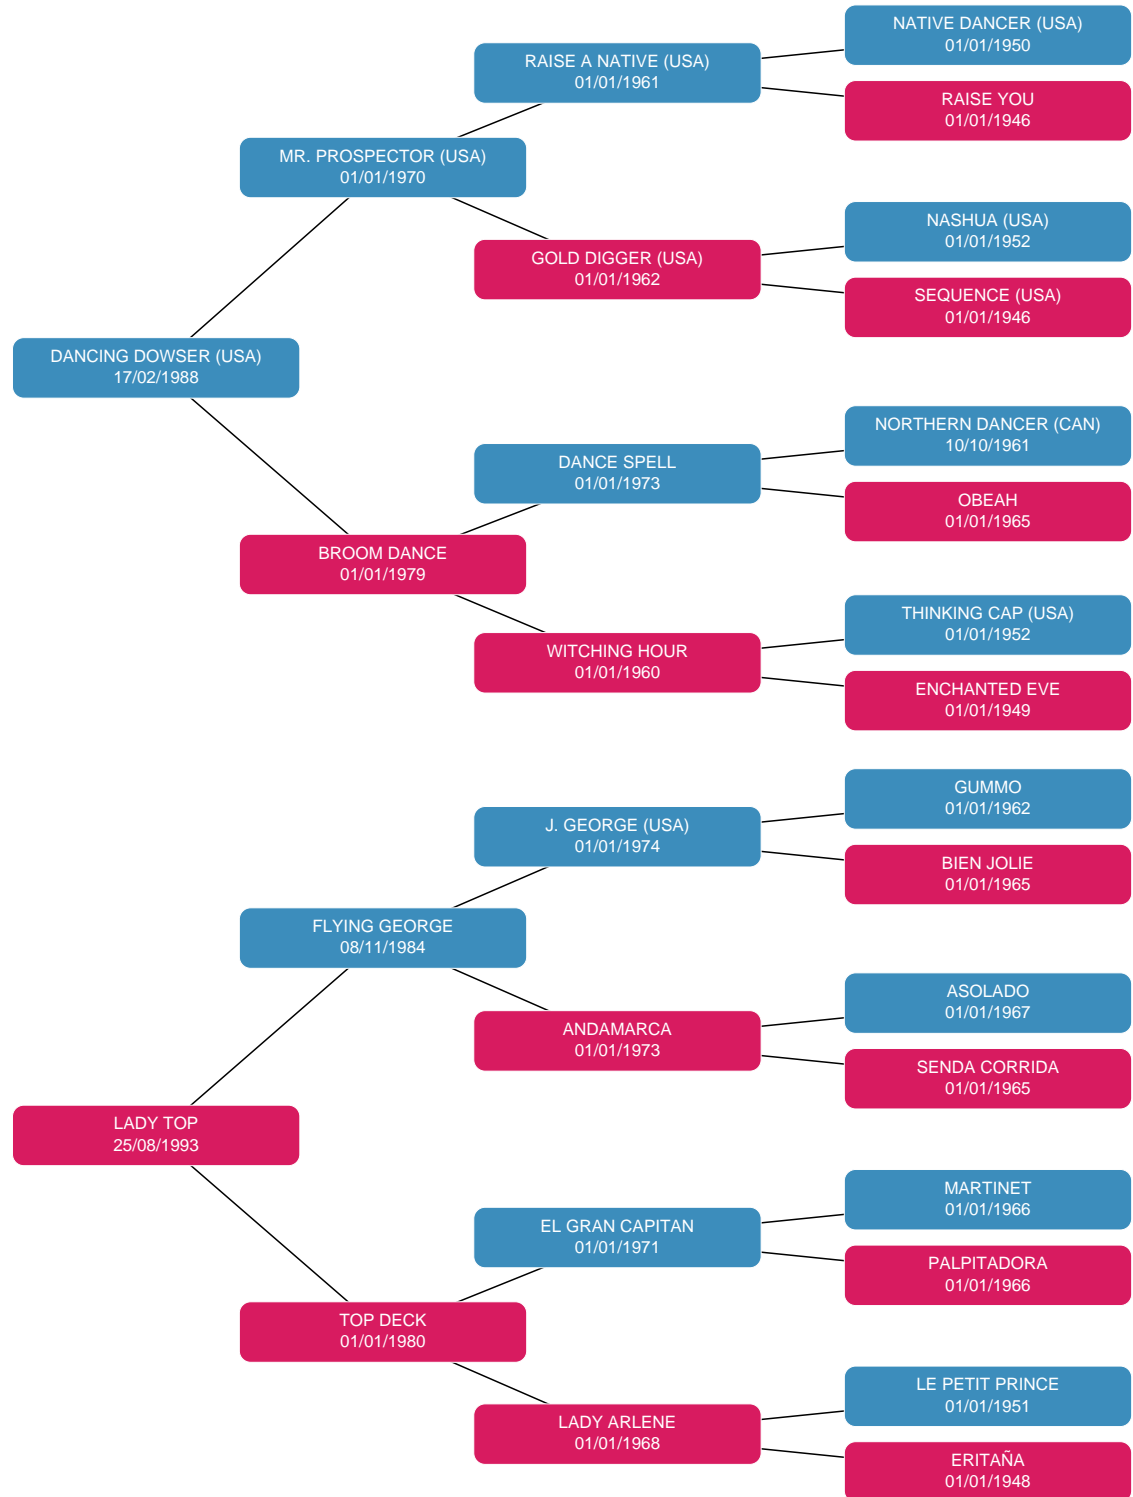 NATIVE DANCER (USA)
01/01/1950
RAISE A NATIVE (USA)
01/01/1961
RAISE YOU
01/01/1946
MR. PROSPECTOR (USA)
01/01/1970
NASHUA (USA)
01/01/1952
GOLD DIGGER (USA)
01/01/1962
SEQUENCE (USA)
01/01/1946
DANCING DOWSER (USA)
17/02/1988
NORTHERN DANCER (CAN)
10/10/1961
DANCE SPELL
01/01/1973
OBEAH
01/01/1965
BROOM DANCE
01/01/1979
THINKING CAP (USA)
01/01/1952
WITCHING HOUR
01/01/1960
ENCHANTED EVE
01/01/1949
GUMMO
01/01/1962
J. GEORGE (USA)
01/01/1974
BIEN JOLIE
01/01/1965
FLYING GEORGE
08/11/1984
ASOLADO
01/01/1967
ANDAMARCA
01/01/1973
SENDA CORRIDA
01/01/1965
LADY TOP
25/08/1993
MARTINET
01/01/1966
EL GRAN CAPITAN
01/01/1971
PALPITADORA
01/01/1966
TOP DECK
01/01/1980
LE PETIT PRINCE
01/01/1951
LADY ARLENE
01/01/1968
ERITAÑA
01/01/1948